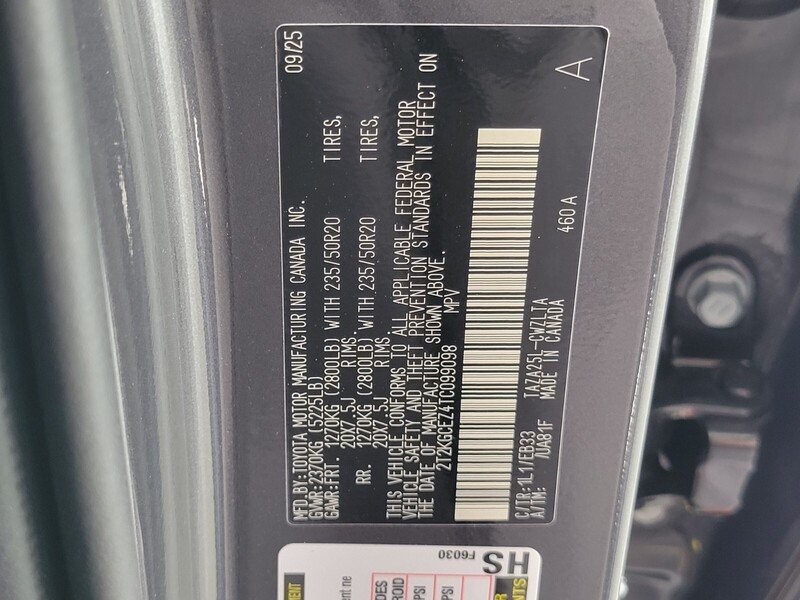 MFD.BY:TOYOTA MOTOR MANUFACTURING CANADA INC. 09/25
GVWR:2370KG (5225LB)
GAWR:FRT. 1270KG (2800LB) WITH 235/50R20 TIRES,
20X7.5J RIMS
RR. 1270KG (2800LB) WITH 235/50R20 TIRES,
20X7.5J RIMS
THIS VEHICLE CONFORMS TO ALL APPLICABLE FEDERAL MOTOR
VEHICLE SAFETY AND THEFT PREVENTION STANDARDS IN EFFECT ON
THE DATE OF MANUFACTURE SHOWN ABOVE.
2T2KGCEZ4TC099098 MPV
C/TR:1L1/EB33 TAZA25L-CWZLTA
A/TM: /UA81F MADE IN CANADA 460A
A
HS
F6030